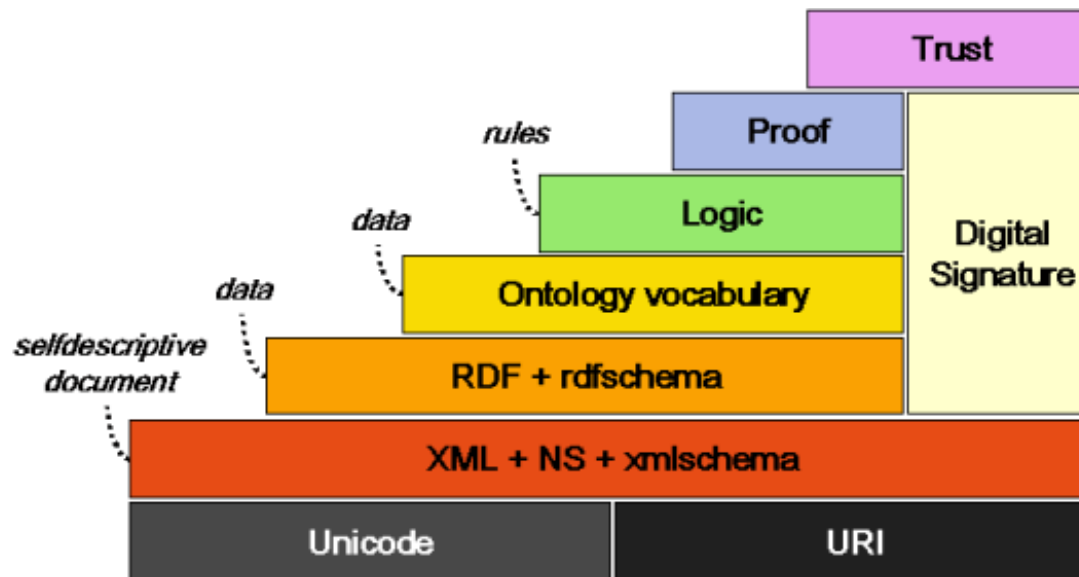 Trust
Proof
rules
Logic
data
Digital
Signature
Ontology vocabulary
data
RDF + rdfschema
selfdescriptive
document
XML + NS + xmlschema
Unicode
URI